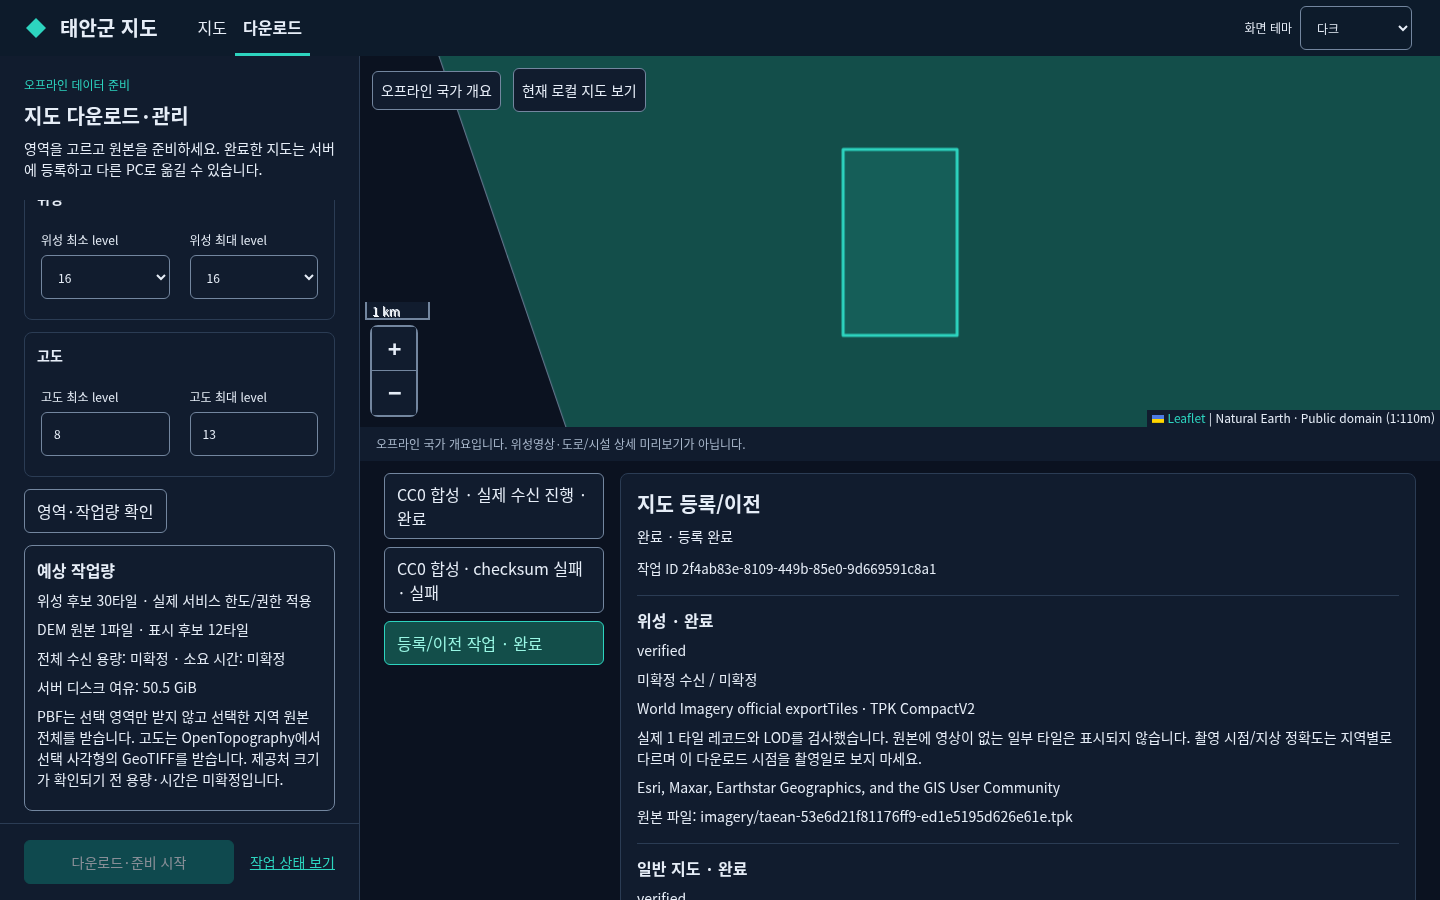 태안군 지도
지도
다운로드
화면 테마
다크
오프라인 데이터 준비
지도 다운로드·관리
영역을 고르고 원본을 준비하세요. 완료한 지도는 서버
에 등록하고 다른 PC로 옮길 수 있습니다.
위성 최소 level
위성 최대 level
16
16
고도
고도 최소 level
고도 최대 level
8
13
영역·작업량 확인
예상 작업량
위성 후보 30타일 · 실제 서비스 한도/권한 적용
DEM 원본 1파일 · 표시 후보 12타일
전체 수신 용량: 미확정 · 소요 시간: 미확정
서버 디스크 여유: 50.5 GiB
PBF는 선택 영역만 받지 않고 선택한 지역 원본
전체를 받습니다. 고도는 OpenTopography에서
선택 사각형의 GeoTIFF를 받습니다. 제공처 크기
가 확인되기 전 용량·시간은 미확정입니다.
다운로드·준비 시작
작업 상태 보기
오프라인 국가 개요
현재 로컬 지도 보기
1 km
+
−
Leaflet | Natural Earth · Public domain (1:110m)
오프라인 국가 개요입니다. 위성영상·도로/시설 상세 미리보기가 아닙니다.
CC0 합성 · 실제 수신 진행 ·
완료
CC0 합성 · checksum 실패
· 실패
등록/이전 작업 · 완료
지도 등록/이전
완료 · 등록 완료
작업 ID 2f4ab83e-8109-449b-85e0-9d669591c8a1
위성 · 완료
verified
미확정 수신 / 미확정
World Imagery official exportTiles · TPK CompactV2
실제 1 타일 레코드와 LOD를 검사했습니다. 원본에 영상이 없는 일부 타일은 표시되지 않습니다. 촬영 시점/지상 정확도는 지역별로
다르며 이 다운로드 시점을 촬영일로 보지 마세요.
Esri, Maxar, Earthstar Geographics, and the GIS User Community
원본 파일: imagery/taean-53e6d21f81176ff9-ed1e5195d626e61e.tpk
일반 지도 · 완료
verified